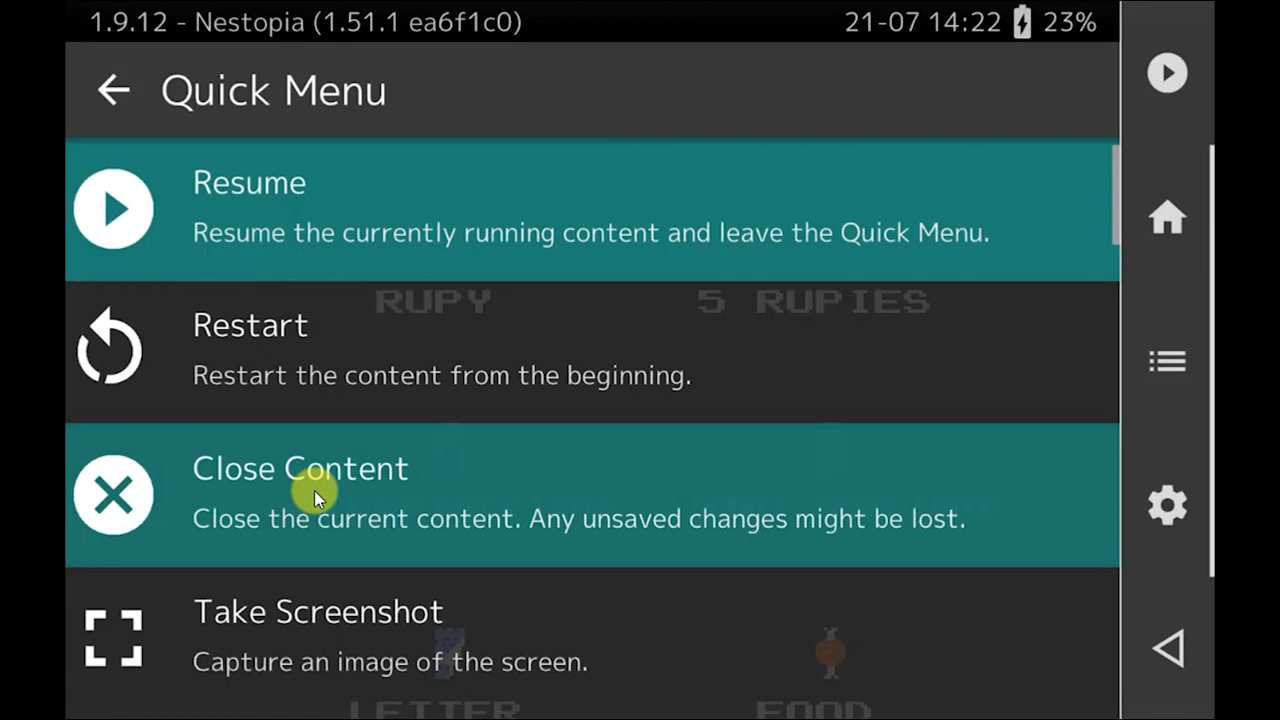 1.9.12 - Nestopia (1.51.1 ea6f1c0) 21-07 14:22 23%
Quick Menu
Resume
Resume the currently running content and leave the Quick Menu.
RUPY 5 RUPIES
Restart
Restart the content from the beginning.
Close Content
Close the current content. Any unsaved changes might be lost.
Take Screenshot
Capture an image of the screen.
LETTER FOOD